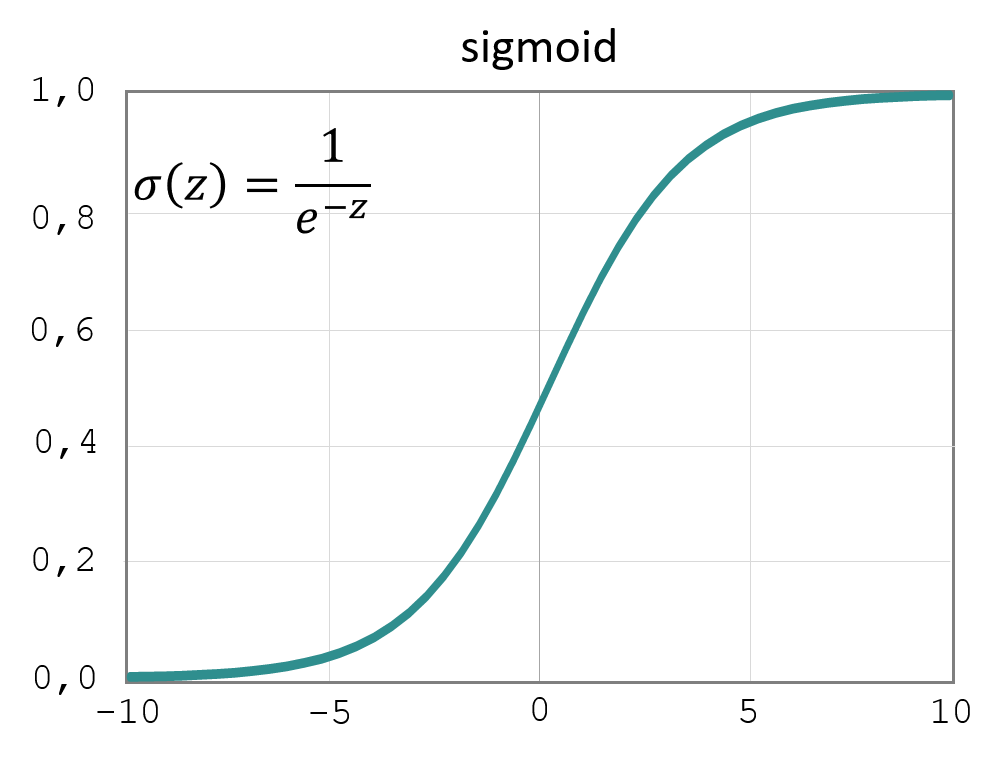 sigmoid
1,0
σ(z) = 1/e^{-z}
0,8
0,6
0,4
0,2
0,0
-10 -5 0 5 10